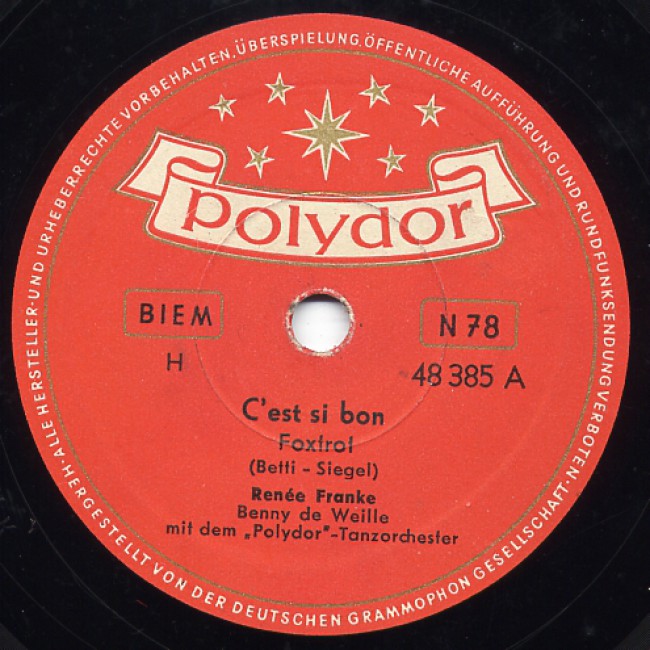 ALLE HERSTELLER- UND URHEBERRECHTE VORBEHALTEN, ÜBERSPIELUNG, ÖFFENTLICHE AUFFÜHRUNG UND RUNDFUNKSENDUNG VERBOTEN·
polydor
BIEM
N 78
H
48 385 A
C'est si bon
Foxtrot
(Betti - Siegel)
Renée Franke
Benny de Weille
mit dem „Polydor"-Tanzorchester
HERGESTELLT VON DER DEUTSCHEN GRAMMOPHON GESELLSCHAFT·